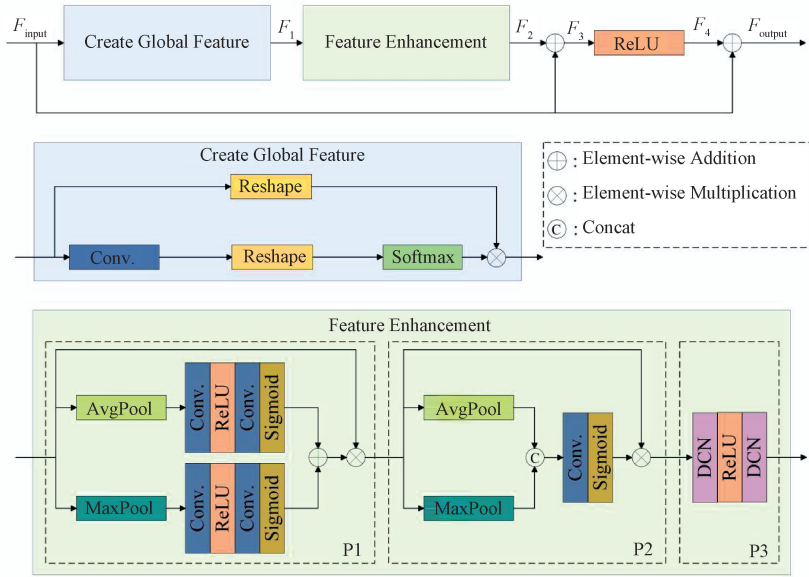 F_input
Create Global Feature
F_1
Feature Enhancement
F_2
F_3
ReLU
F_4
F_output
Create Global Feature
Reshape
Conv.
Reshape
Softmax
: Element-wise Addition
: Element-wise Multiplication
C : Concat
Feature Enhancement
AvgPool
Conv.
ReLU
Conv.
Sigmoid
MaxPool
Conv.
ReLU
Conv.
Sigmoid
P1
AvgPool
MaxPool
C
Conv.
Sigmoid
P2
DCN
ReLU
DCN
P3